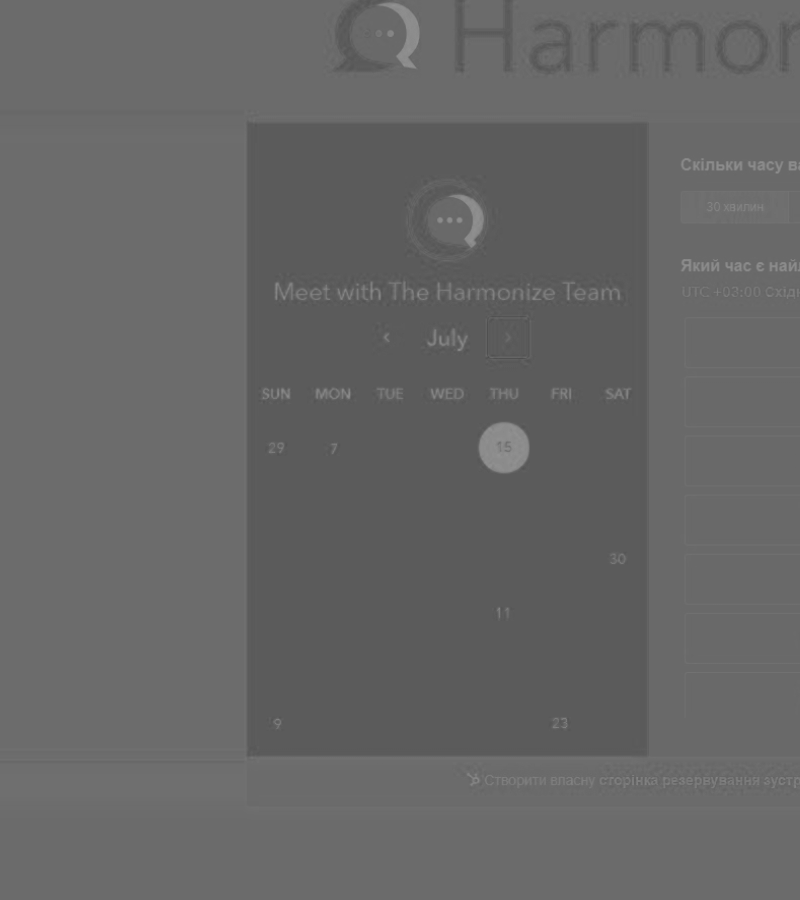 Harmon
Meet with The Harmonize Team
July
SUN MON TUE WED THU FRI SAT
29 7 15
30
11
9 23
Скільки часу ва
30 хвилин
Який час є найл
UTC +03:00 Східн
Створити власну сторінка резервування зустр